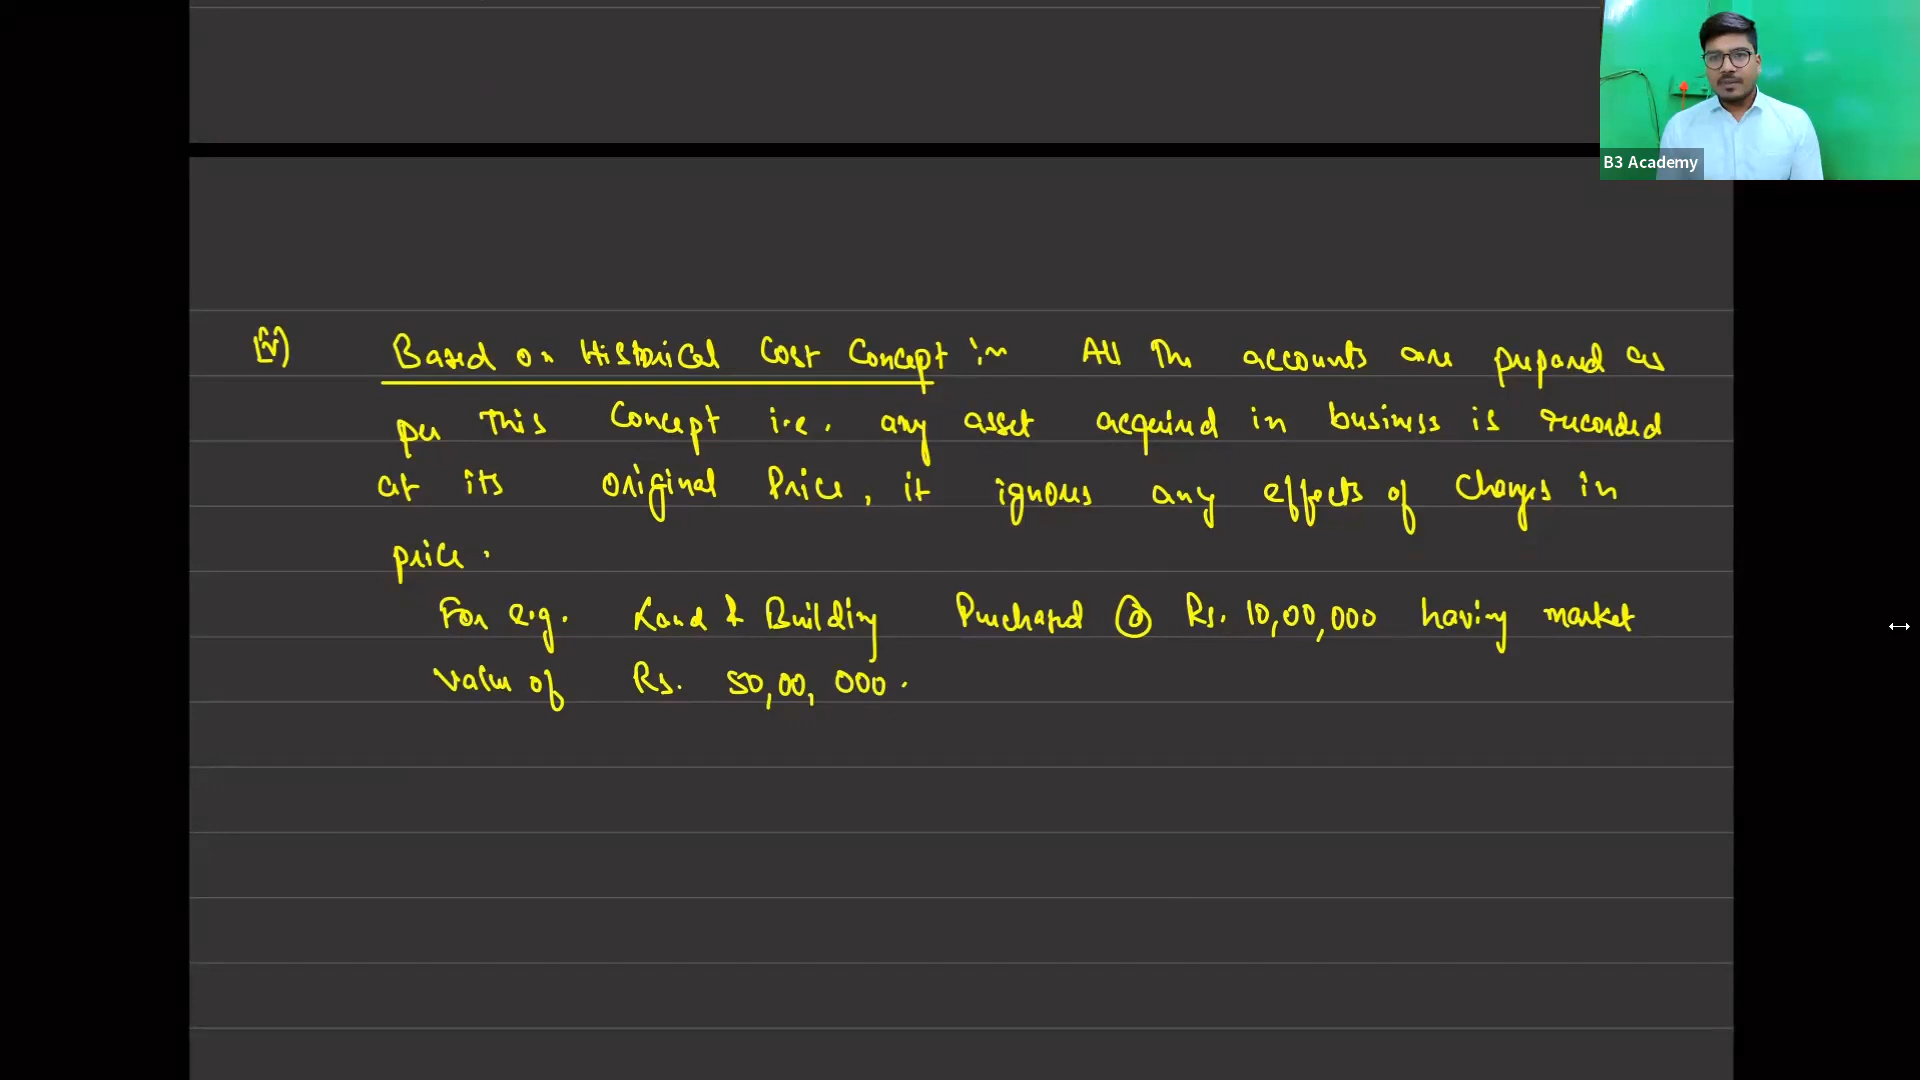 B3 Academy
(iv) Based on Historical Cost Concept :- All the accounts are prepared as
per this Concept i.e. any asset acquired in business is recorded
at its original Price, it ignores any effects of changes in
price.
For e.g. Land & Building Purchased @ Rs. 10,00,000 having market
value of Rs. 50,00,000.